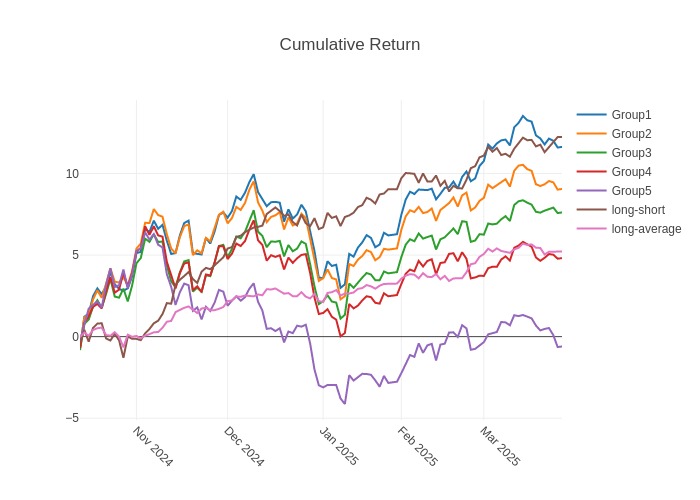 Cumulative Return
10
5
0
−5
Nov 2024
Dec 2024
Jan 2025
Feb 2025
Mar 2025
Group1
Group2
Group3
Group4
Group5
long-short
long-average